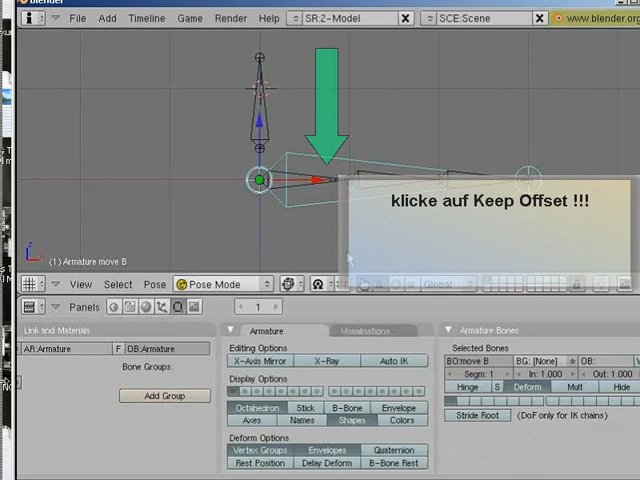 blender
File Add Timeline Game Render Help SR:2-Model SCE:Scene www.blender.org
klicke auf Keep Offset !!!
(1) Armature move B
View Select Pose Pose Mode Global
Panels 1
Link and Materials Armature Visualisations Armature Bones
AR:Armature F OB:Armature
Bone Groups:
Add Group
Editing Options
X-Axis Mirror X-Ray Auto IK
Display Options
Octahedron Stick B-Bone Envelope
Axes Names Shapes Colors
Deform Options
Vertex Groups Envelopes Quaternion
Rest Position Delay Deform B-Bone Rest
Selected Bones
BO:move B BG: [None] OB:
Segm: 1 In: 1.000 Out: 1.000
Hinge S Deform Mult Hide
Stride Root (DoF only for IK chains)